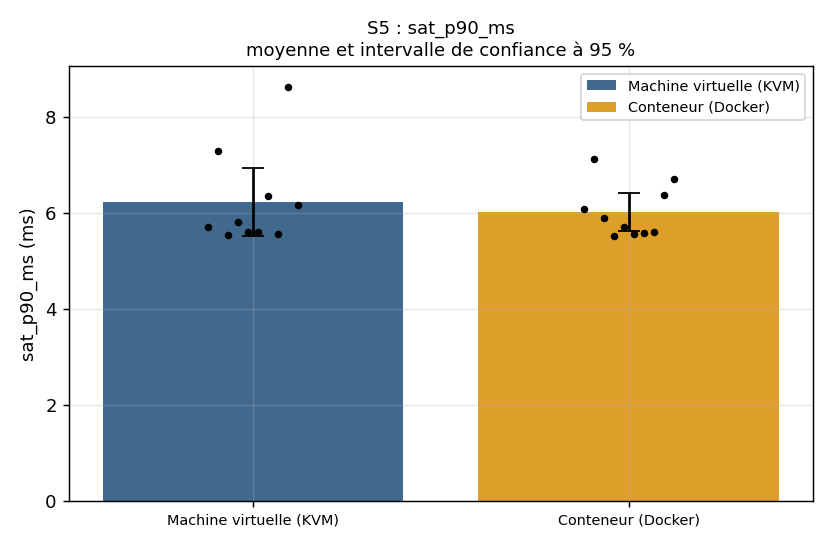 S5 : sat_p90_ms
moyenne et intervalle de confiance à 95 %
Machine virtuelle (KVM)
Conteneur (Docker)
sat_p90_ms (ms)
8
6
4
2
0
Machine virtuelle (KVM)
Conteneur (Docker)